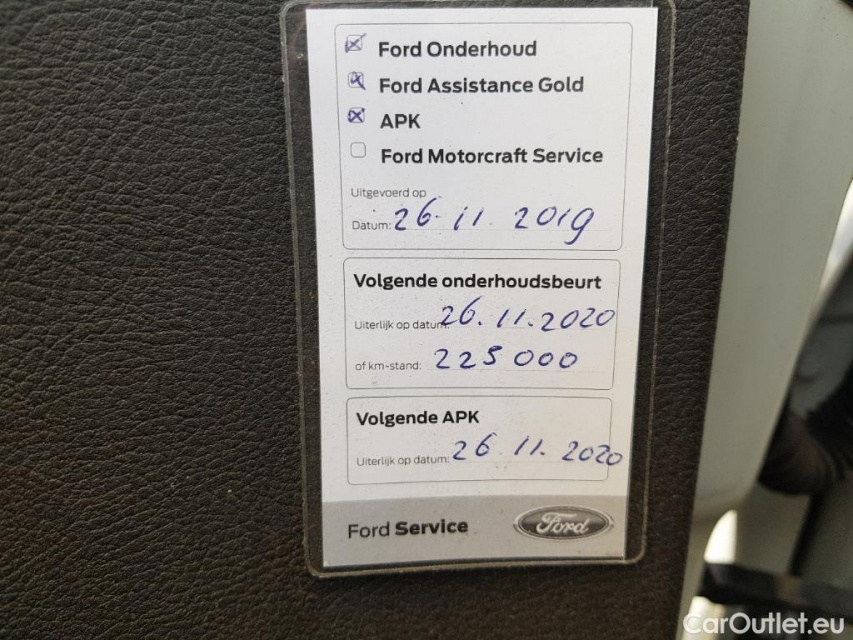 Ford Onderhoud
Ford Assistance Gold
APK
Ford Motorcraft Service
Uitgevoerd op
Datum: 26.11 2019
Volgende onderhoudsbeurt
Uiterlijk op datum: 26.11.2020
of km-stand: 225000
Volgende APK
Uiterlijk op datum: 26 11. 2020
Ford Service
Ford
CarOutlet.eu